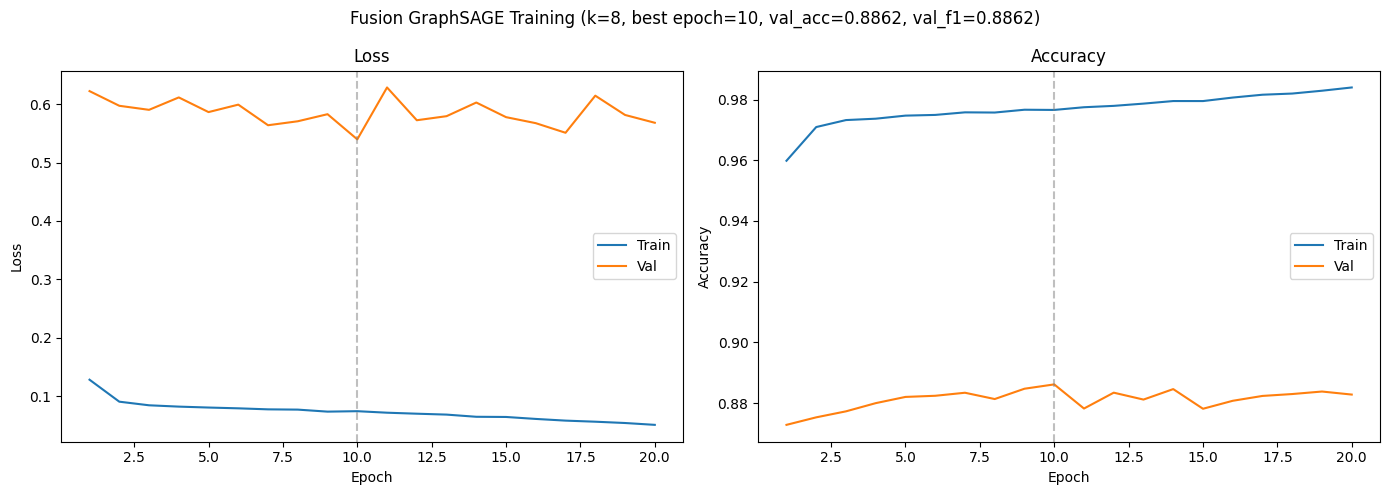 Fusion GraphSAGE Training (k=8, best epoch=10, val_acc=0.8862, val_f1=0.8862)
Loss
0.6
0.5
0.4
0.3
0.2
0.1
Loss
Train
Val
2.5 5.0 7.5 10.0 12.5 15.0 17.5 20.0
Epoch
Accuracy
0.98
0.96
0.94
0.92
0.90
0.88
Accuracy
Train
Val
2.5 5.0 7.5 10.0 12.5 15.0 17.5 20.0
Epoch